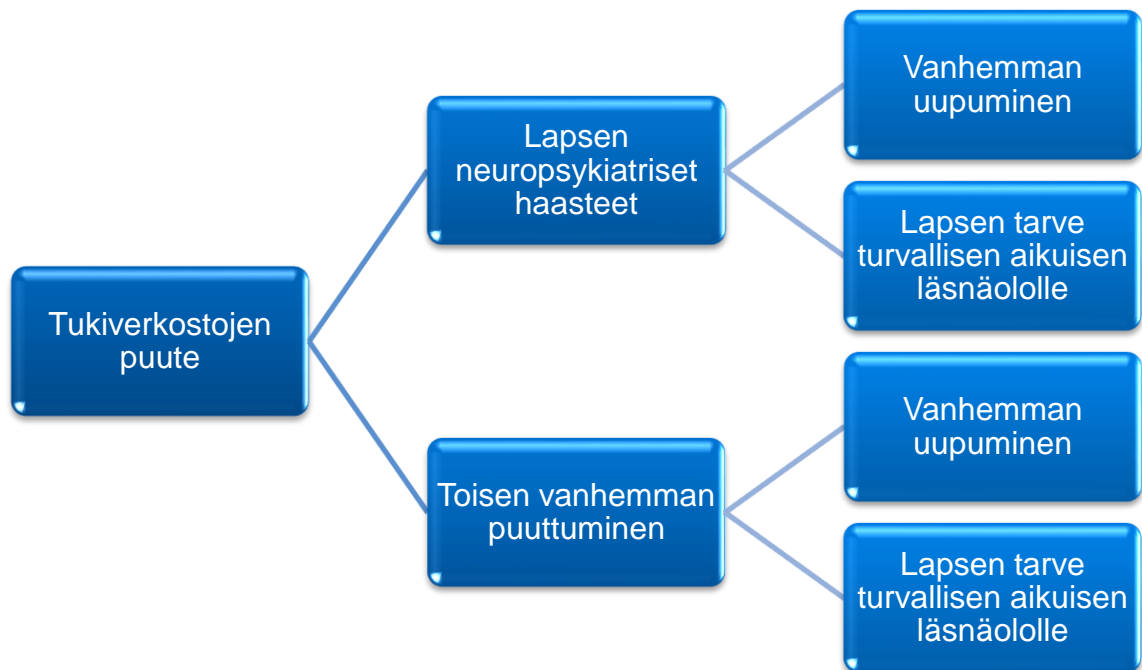 Tukiverkostojen
puute
Lapsen
neuropsykiatriset
haasteet
Toisen vanhemman
puuttuminen
Vanhemman
uupuminen
Lapsen tarve
turvallisen aikuisen
läsnäololle
Vanhemman
uupuminen
Lapsen tarve
turvallisen aikuisen
läsnäololle